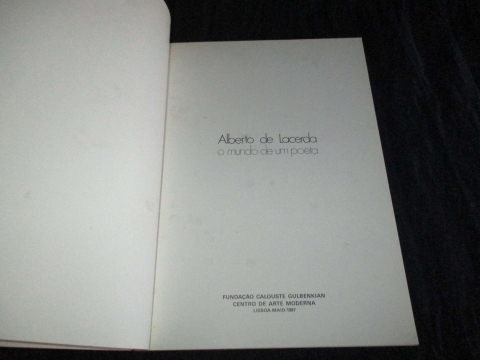 Alberto de Lacerda
o mundo de um poeta
FUNDAÇÃO CALOUSTE GULBENKIAN
CENTRO DE ARTE MODERNA
LISBOA MAIO 1987